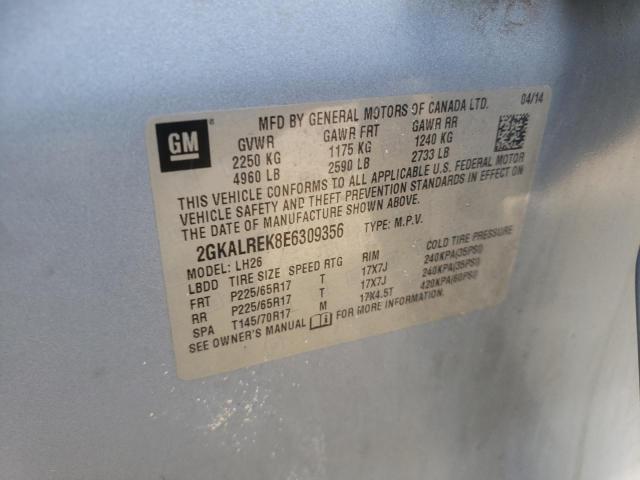 GM ®
MFD BY GENERAL MOTORS OF CANADA LTD. 04/14
GVWR GAWR FRT GAWR RR
2250 KG 1175 KG 1240 KG
4960 LB 2590 LB 2733 LB
THIS VEHICLE CONFORMS TO ALL APPLICABLE U.S. FEDERAL MOTOR
VEHICLE SAFETY AND THEFT PREVENTION STANDARDS IN EFFECT ON
THE DATE OF MANUFACTURE SHOWN ABOVE.
2GKALREK8E6309356 TYPE: M.P.V.
MODEL: LH26
LBDD TIRE SIZE SPEED RTG RIM COLD TIRE PRESSURE
FRT P225/65R17 T 17X7J 240KPA(35PSI)
RR P225/65R17 T 17X7J 240KPA(35PSI)
SPA T145/70R17 M 17X4.5T 420KPA(60PSI)
SEE OWNER'S MANUAL FOR MORE INFORMATION.